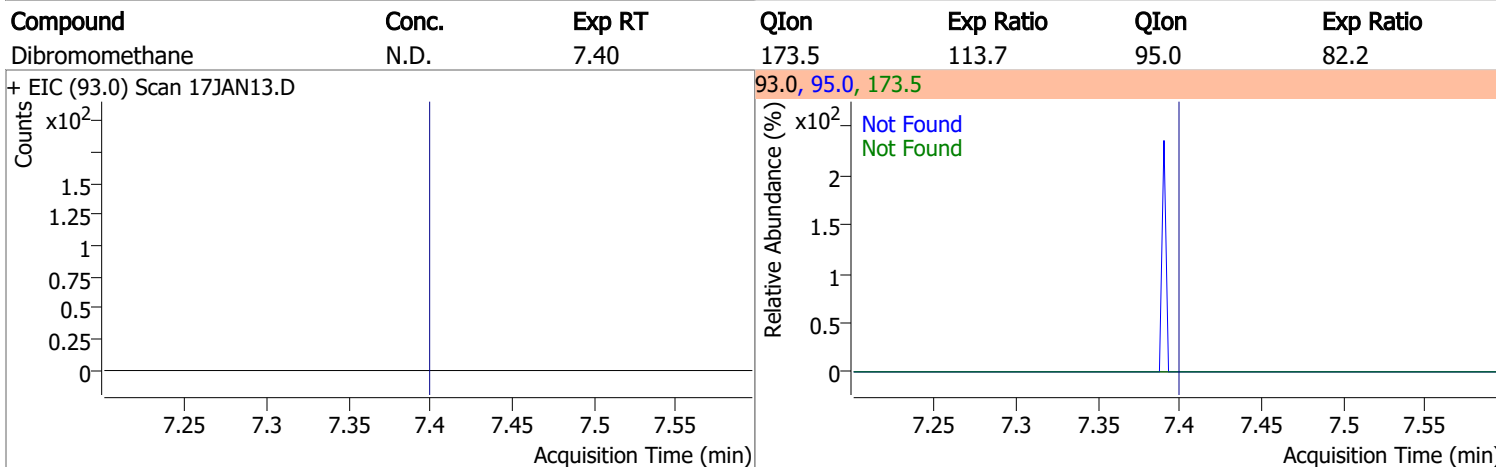 Compound Conc. Exp RT QIon Exp Ratio QIon Exp Ratio
Dibromomethane N.D. 7.40 173.5 113.7 95.0 82.2
+ EIC (93.0) Scan 17JAN13.D
Counts
x10²
1.5
1.25
1
0.75
0.5
0.25
0
7.25 7.3 7.35 7.4 7.45 7.5 7.55
Acquisition Time (min)
93.0, 95.0, 173.5
Relative Abundance (%)
x10²
Not Found
Not Found
2
1.5
1
0.5
0
7.25 7.3 7.35 7.4 7.45 7.5 7.55
Acquisition Time (min)